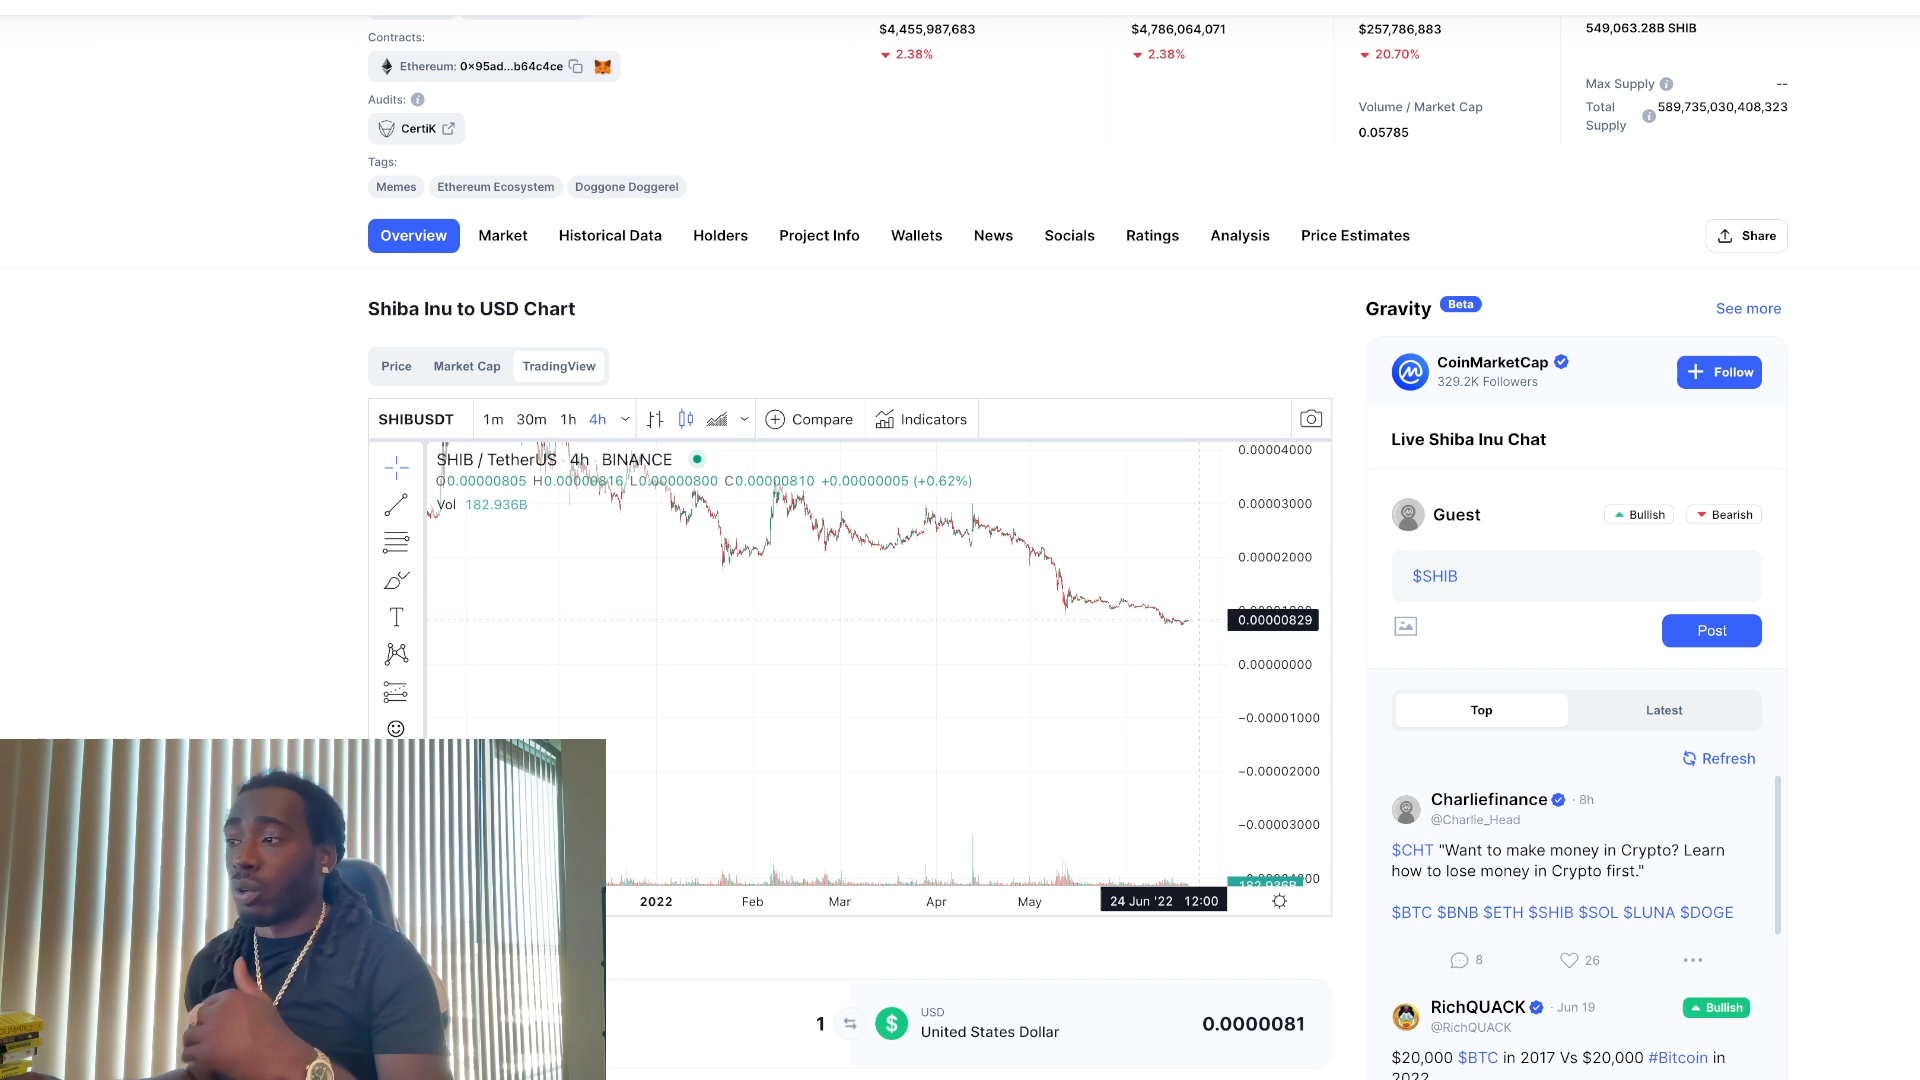 $4,455,987,683
$4,786,064,071
$257,786,883
549,063.28B SHIB
Contracts:
2.38%
2.38%
20.70%
Ethereum: 0x95ad...b64c4ce
Max Supply
--
Audits:
Volume / Market Cap
Total Supply
589,735,030,408,323
CertiK
0.05785
Tags:
Memes
Ethereum Ecosystem
Doggone Doggerel
Overview
Market
Historical Data
Holders
Project Info
Wallets
News
Socials
Ratings
Analysis
Price Estimates
Share
Shiba Inu to USD Chart
Price
Market Cap
TradingView
SHIBUSDT
1m
30m
1h
4h
Compare
Indicators
SHIB / TetherUS · 4h · BINANCE
O0.00000805 H0.00000816 L0.00000800 C0.00000810 +0.00000005 (+0.62%)
Vol 182.936B
0.00004000
0.00003000
0.00002000
0.00000829
0.00000000
−0.00001000
−0.00002000
−0.00003000
2022
Feb
Mar
Apr
May
24 Jun '22 12:00
1
USD
United States Dollar
0.0000081
Gravity
Beta
See more
CoinMarketCap
329.2K Followers
Follow
Live Shiba Inu Chat
Guest
Bullish
Bearish
$SHIB
Post
Top
Latest
Refresh
Charliefinance · 8h
@Charlie_Head
$CHT "Want to make money in Crypto? Learn
how to lose money in Crypto first."
$BTC $BNB $ETH $SHIB $SOL $LUNA $DOGE
8
26
RichQUACK · Jun 19
Bullish
@RichQUACK
$20,000 $BTC in 2017 Vs $20,000 #Bitcoin in
2022